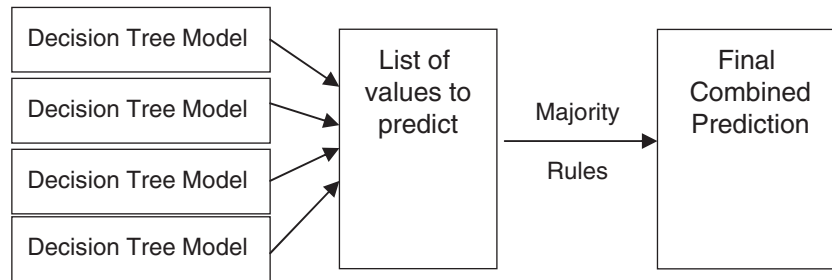 Decision Tree Model
Decision Tree Model
Decision Tree Model
Decision Tree Model
List of
values to
predict
Majority
Rules
Final
Combined
Prediction